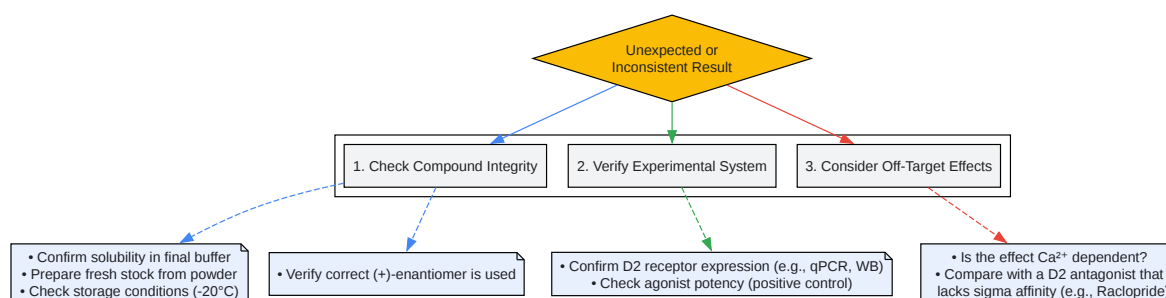 Unexpected or
Inconsistent Result
1. Check Compound Integrity
2. Verify Experimental System
3. Consider Off-Target Effects
• Confirm solubility in final buffer
• Prepare fresh stock from powder
• Check storage conditions (-20°C)
• Verify correct (+)-enantiomer is used
• Confirm D2 receptor expression (e.g., qPCR, WB)
• Check agonist potency (positive control)
• Is the effect Ca²⁺ dependent?
• Compare with a D2 antagonist that
lacks sigma affinity (e.g., Raclopride)